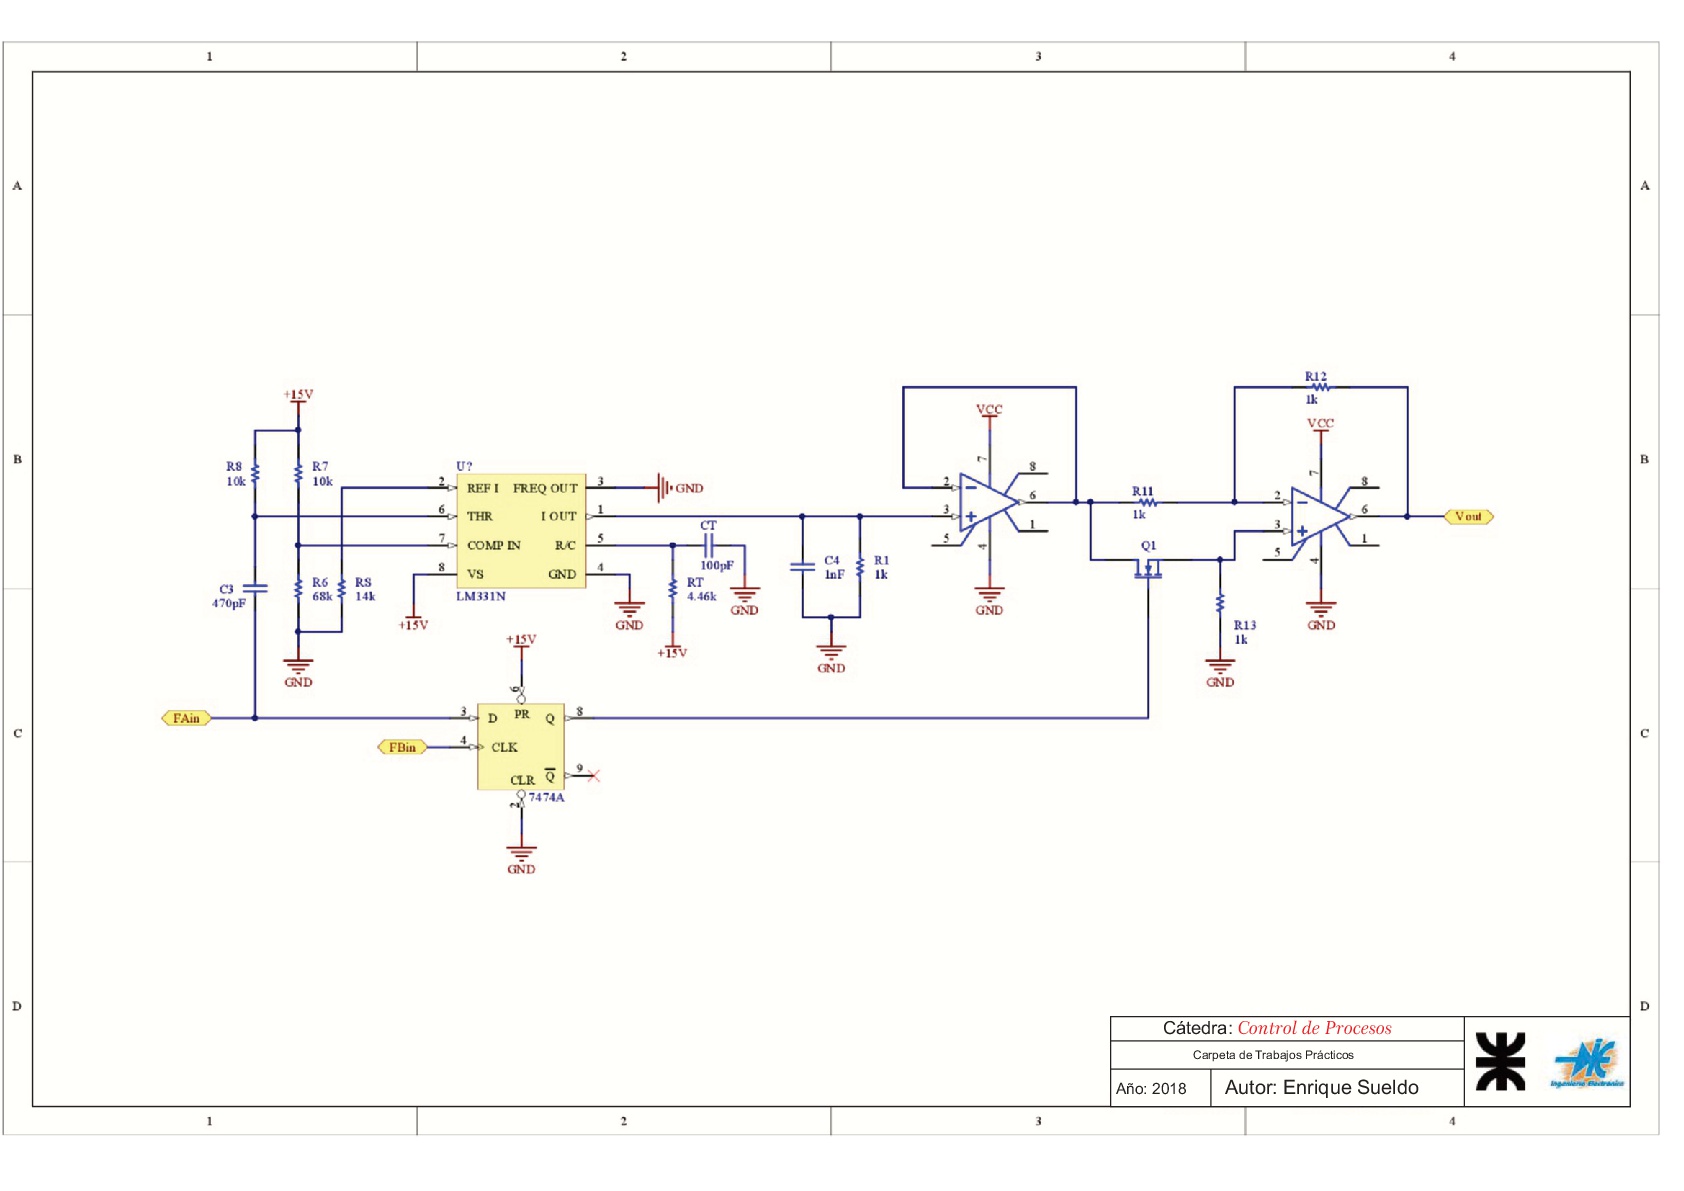 1 2 3 4
A A
+15V
R8
10k
R7
10k
U?
2 REF I FREQ OUT 3 GND
6 THR I OUT 1
7 COMP IN R/C 5
8 VS GND 4
LM331N
C3
470pF
R6
68k
RS
14k
+15V
GND
GND
CT
100pF
RT
4.46k
GND
+15V
C4
1nF
R1
1k
GND
VCC
7
8
2
6
3
1
5
4
GND
R11
1k
Q1
R12
1k
VCC
7
8
2
6
3
1
5
4
Vout
GND
R13
1k
GND
B B
+15V
6
FAin 3 D PR Q 8
FBin 4 CLK
CLR Q 9
7474A
2
GND
C C
D D
Cátedra: Control de Procesos
Carpeta de Trabajos Prácticos
Año: 2018 Autor: Enrique Sueldo
Ingeniería Electrónica
1 2 3 4